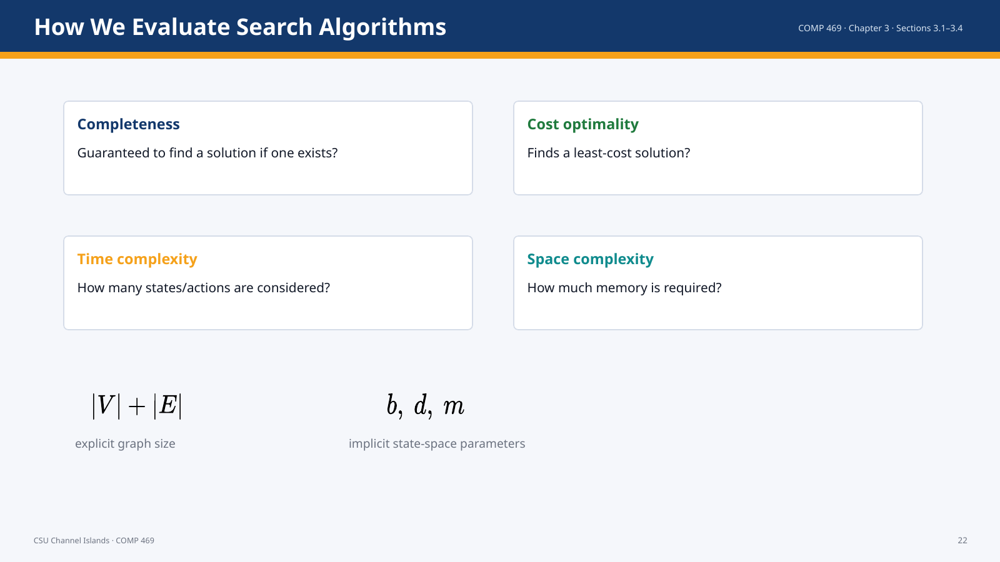 How We Evaluate Search Algorithms
COMP 469 · Chapter 3 · Sections 3.1–3.4
Completeness
Guaranteed to find a solution if one exists?
Cost optimality
Finds a least-cost solution?
Time complexity
How many states/actions are considered?
Space complexity
How much memory is required?
|V| + |E|
explicit graph size
b, d, m
implicit state-space parameters
CSU Channel Islands · COMP 469
22